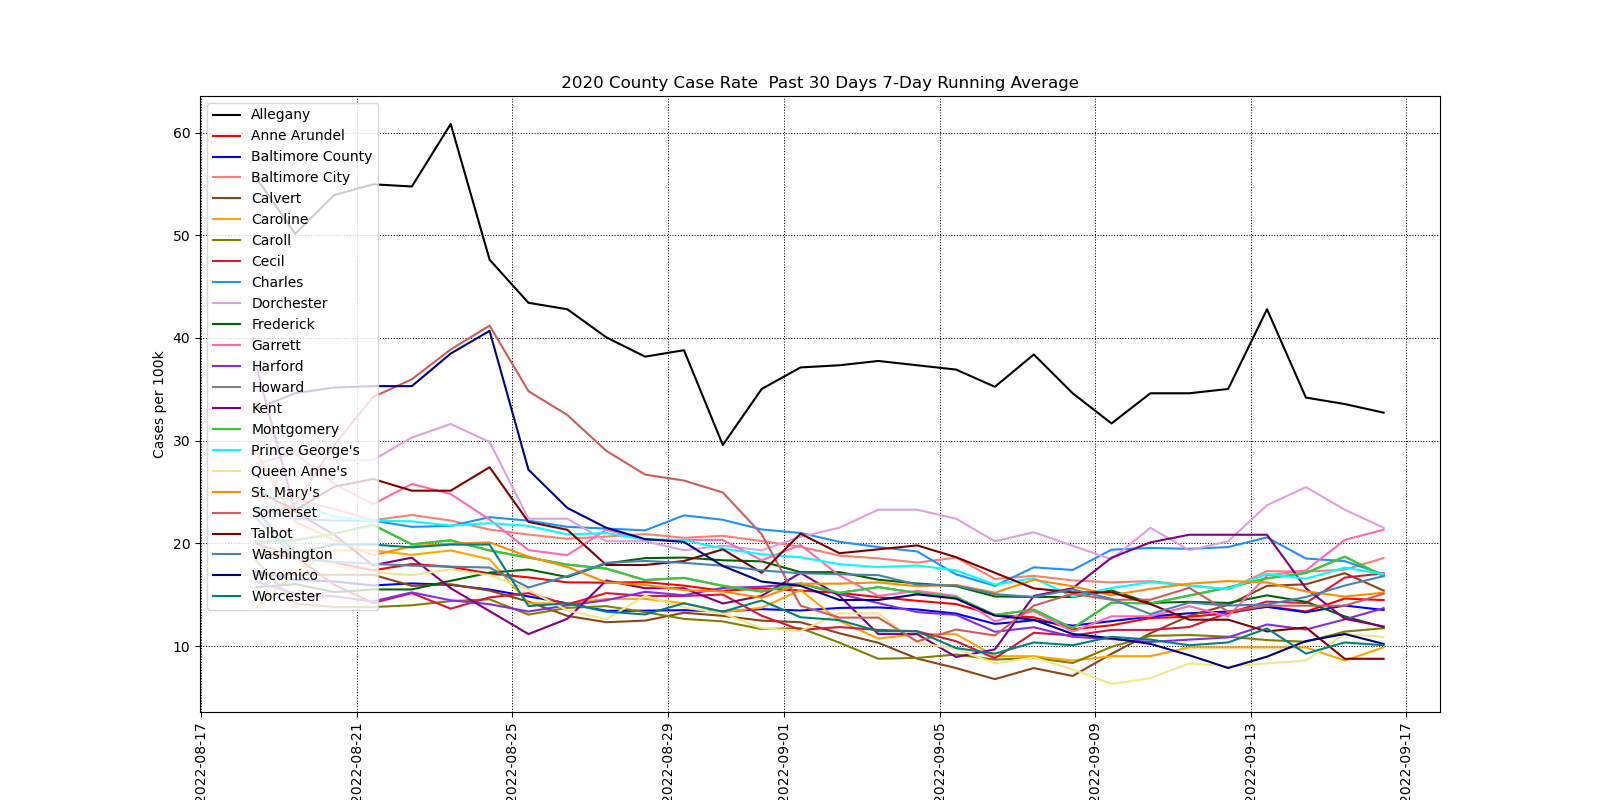 2020 County Case Rate  Past 30 Days 7-Day Running Average
Cases per 100k
60
50
40
30
20
10
Allegany
Anne Arundel
Baltimore County
Baltimore City
Calvert
Caroline
Caroll
Cecil
Charles
Dorchester
Frederick
Garrett
Harford
Howard
Kent
Montgomery
Prince George's
Queen Anne's
St. Mary's
Somerset
Talbot
Washington
Wicomico
Worcester
2022-08-17
2022-08-21
2022-08-25
2022-08-29
2022-09-01
2022-09-05
2022-09-09
2022-09-13
2022-09-17